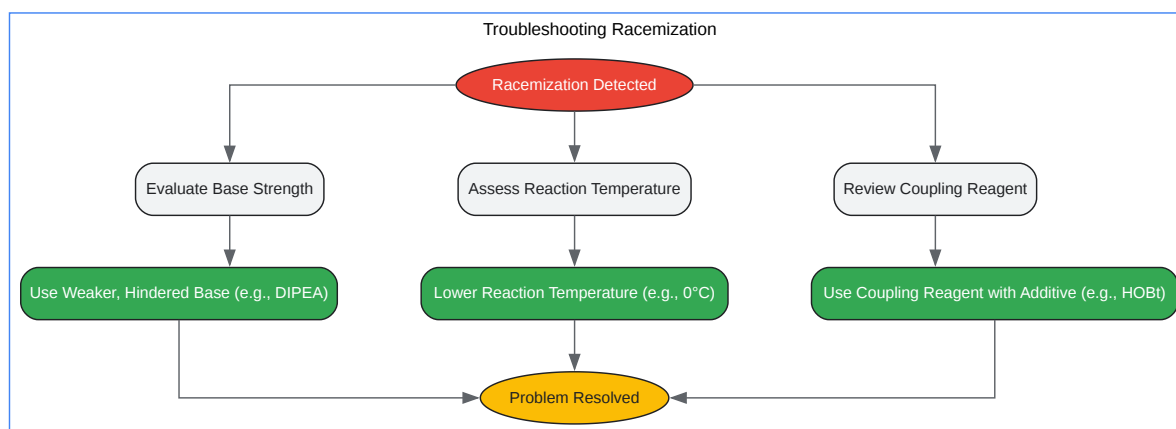 Troubleshooting Racemization
Racemization Detected
Evaluate Base Strength
Assess Reaction Temperature
Review Coupling Reagent
Use Weaker, Hindered Base (e.g., DIPEA)
Lower Reaction Temperature (e.g., 0°C)
Use Coupling Reagent with Additive (e.g., HOBt)
Problem Resolved